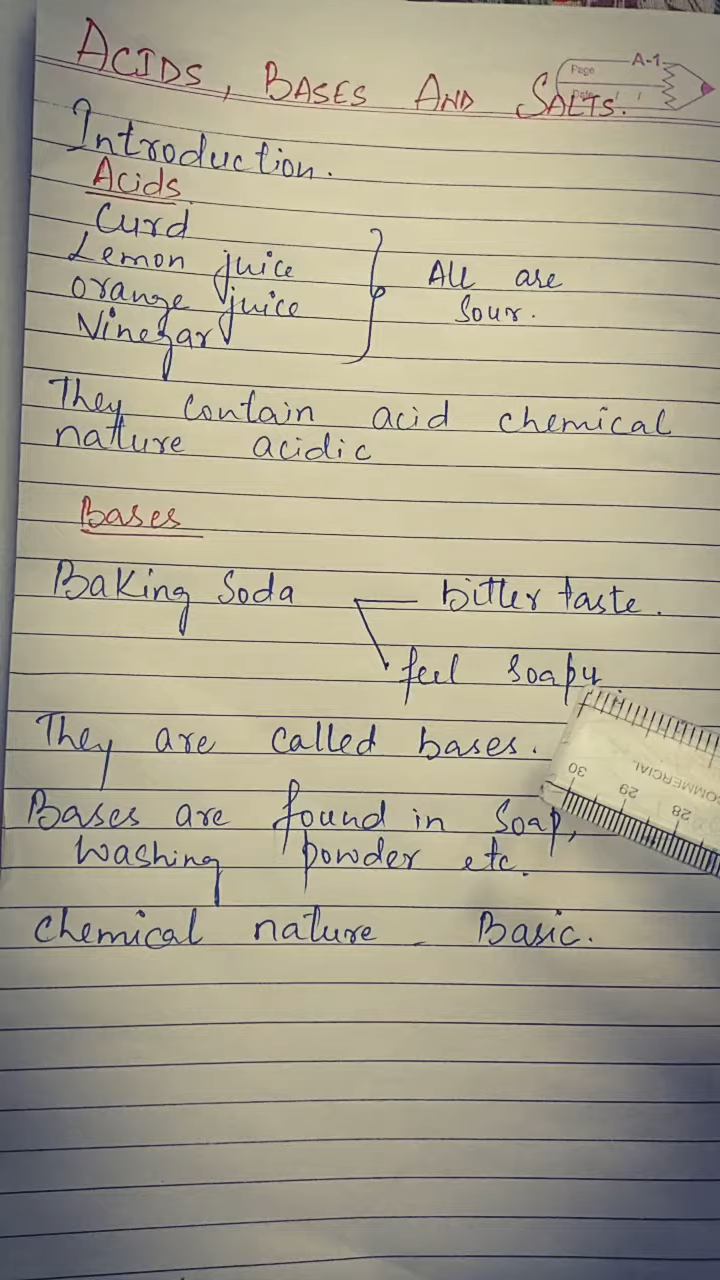 A-1
Page
Date
ACIDS, BASES AND SALTS.
Introduction.
Acids
Curd
Lemon juice
orange juice
Vinegar
All are
Sour.
They contain acid chemical
nature acidic
Bases
Baking Soda — bitter taste.
feel soapy
They are called bases.
Bases are found in Soap,
Washing powder etc.
Chemical nature - Basic.
COMMERCIAL
30 29 28